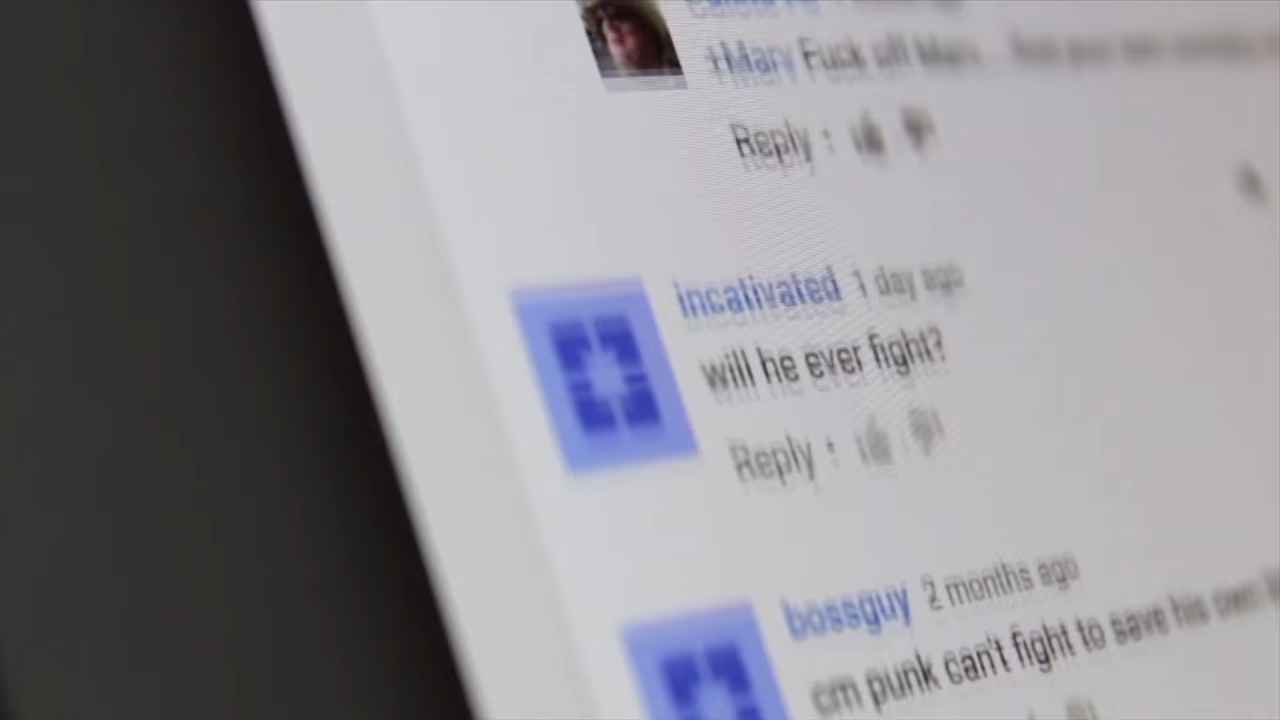 +Mary Fuck off Mary
Reply
incativated 1 day ago
will he ever fight?
Reply
bossguy 2 months ago
cm punk can't fight to save his own